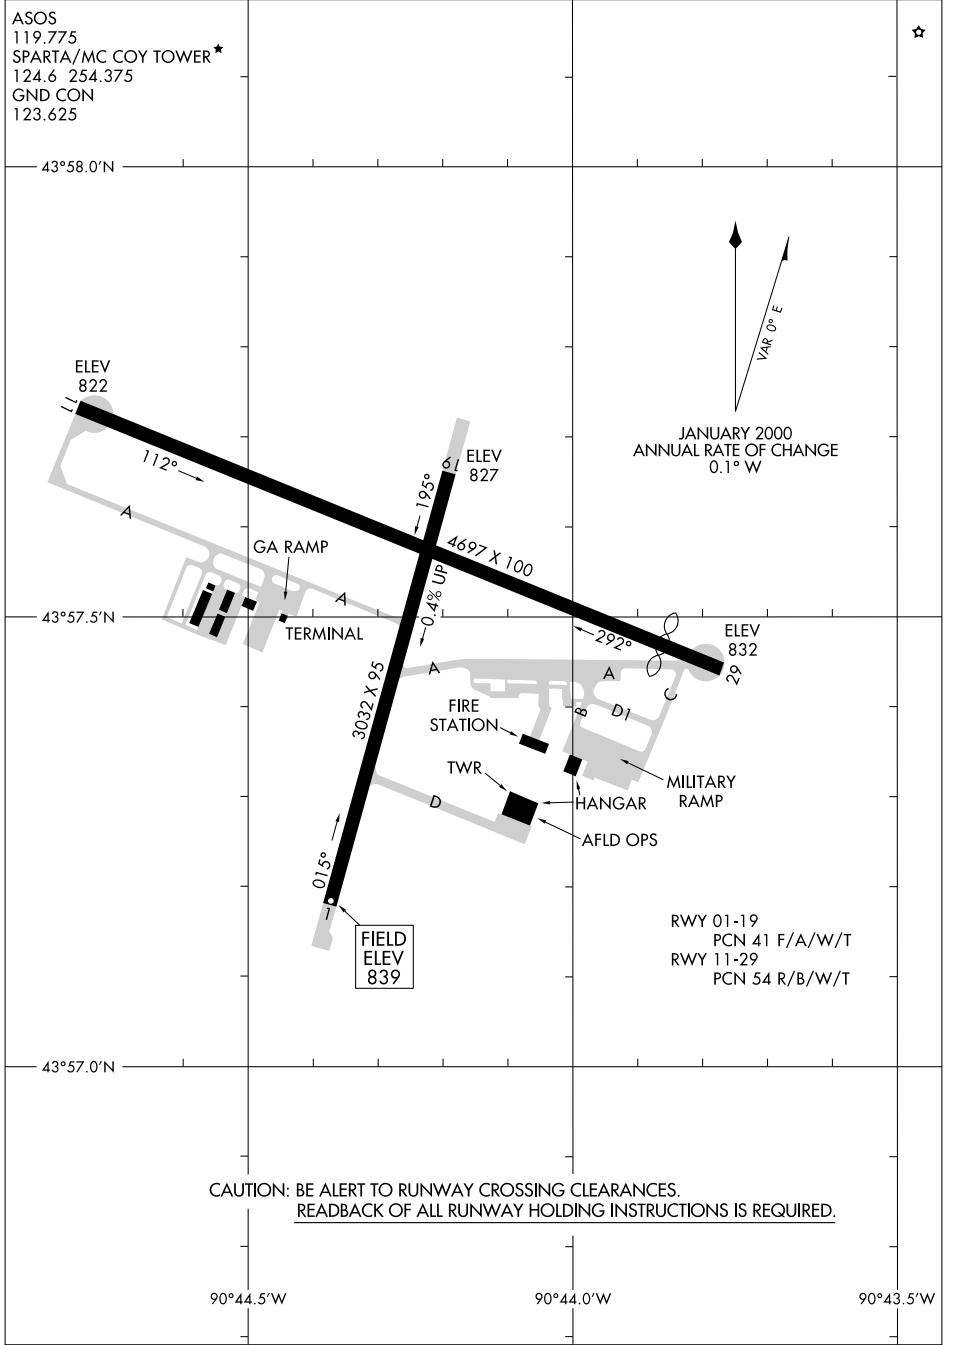 ASOS
119.775
SPARTA/MC COY TOWER★
124.6 254.375
GND CON
123.625
43°58.0'N
VAR 0° E
JANUARY 2000
ANNUAL RATE OF CHANGE
0.1° W
ELEV
822
11
112°
A
19
ELEV
827
195°
4697 X 100
GA RAMP
0.4% UP
A
43°57.5'N
TERMINAL
292°
ELEV
832
29
A
A
C
3032 X 95
FIRE
STATION
B
D1
TWR
MILITARY
RAMP
D
HANGAR
AFLD OPS
015°
1
FIELD
ELEV
839
RWY 01-19
PCN 41 F/A/W/T
RWY 11-29
PCN 54 R/B/W/T
43°57.0'N
CAUTION: BE ALERT TO RUNWAY CROSSING CLEARANCES.
READBACK OF ALL RUNWAY HOLDING INSTRUCTIONS IS REQUIRED.
90°44.5'W
90°44.0'W
90°43.5'W